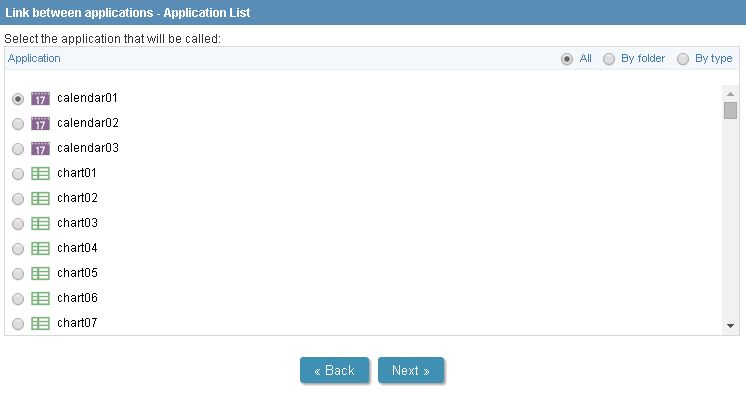 Link between applications - Application List
Select the application that will be called:
Application All By folder By type
17 calendar01
17 calendar02
17 calendar03
chart01
chart02
chart03
chart04
chart05
chart06
chart07
« Back Next »